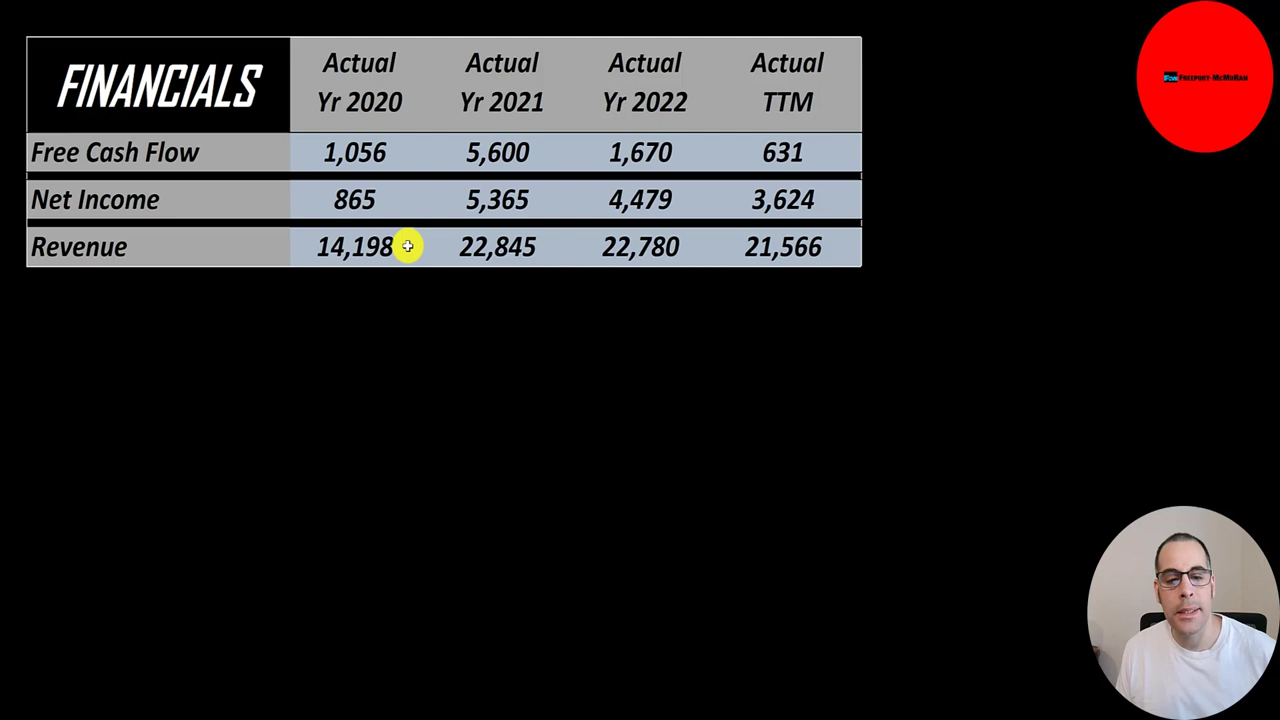 FINANCIALS
Actual Yr 2020 Actual Yr 2021 Actual Yr 2022 Actual TTM
Free Cash Flow 1,056 5,600 1,670 631
Net Income 865 5,365 4,479 3,624
Revenue 14,198 22,845 22,780 21,566
FREEPORT-McMoRAN